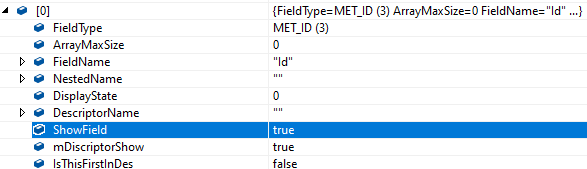 [0] {FieldType=MET_ID (3) ArrayMaxSize=0 FieldName="Id" ...}
FieldType MET_ID (3)
ArrayMaxSize 0
FieldName "Id"
NestedName ""
DisplayState 0
DescriptorName ""
ShowField true
mDiscriptorShow true
IsThisFirstInDes false